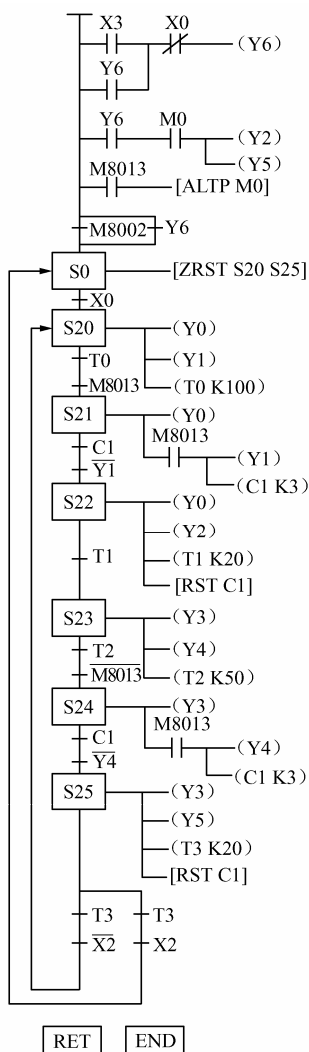 X3 X0
(Y6)
Y6
Y6 M0
(Y2)
(Y5)
M8013
[ALTP M0]
M8002 Y6
S0 [ZRST S20 S25]
X0
S20 (Y0)
(Y1)
T0
M8013 (T0 K100)
S21 (Y0)
M8013
C1 (Y1)
Y1̅ (C1 K3)
S22 (Y0)
(Y2)
T1 (T1 K20)
[RST C1]
S23 (Y3)
T2 (Y4)
M8013̅ (T2 K50)
S24 (Y3)
M8013
C1 (Y4)
Y4̅ (C1 K3)
S25 (Y3)
(Y5)
(T3 K20)
[RST C1]
T3 T3
X2̅ X2
RET END